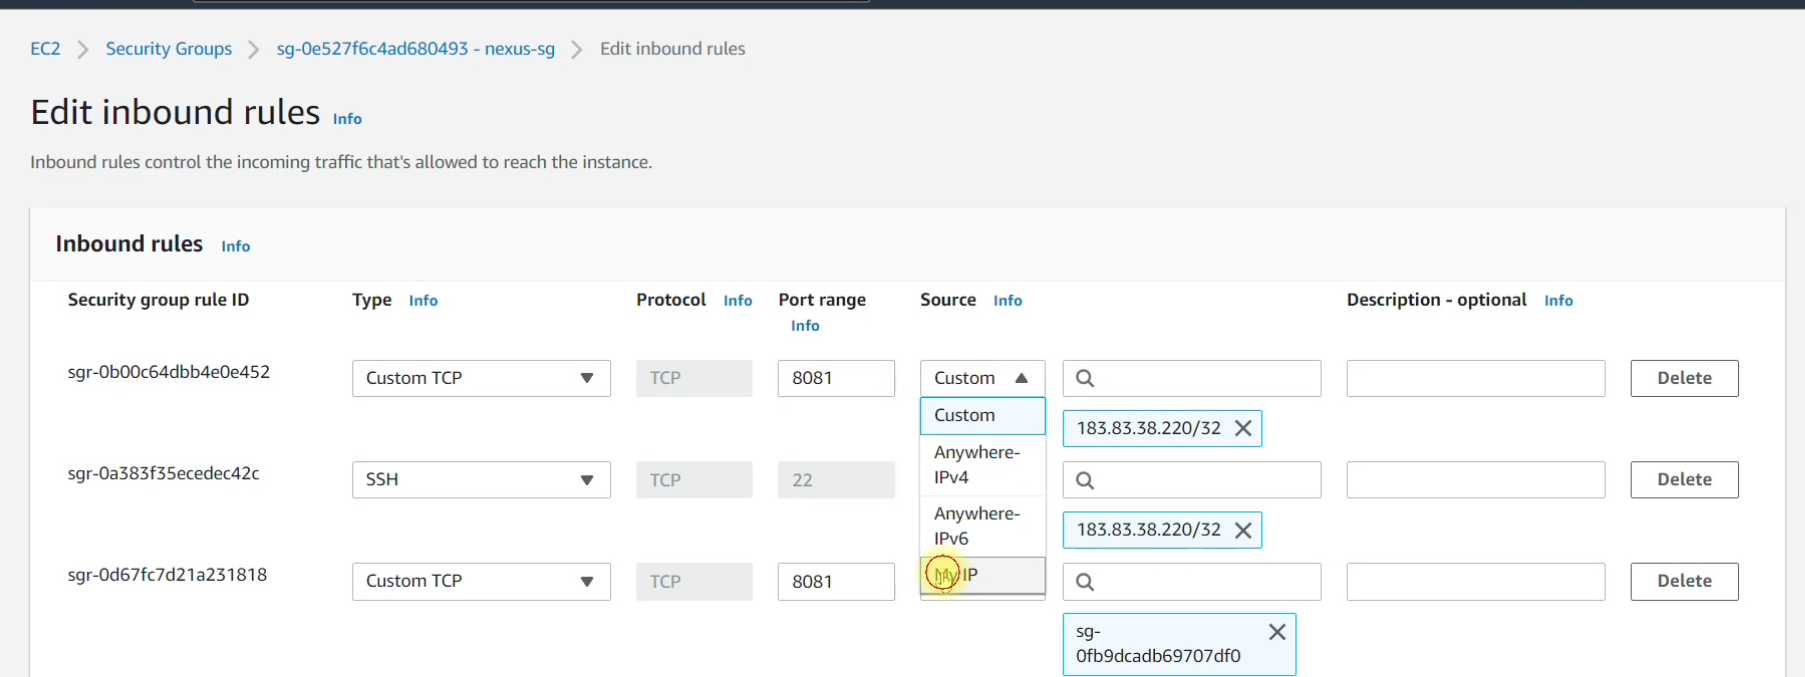 EC2 > Security Groups > sg-0e527f6c4ad680493 - nexus-sg > Edit inbound rules
Edit inbound rules Info
Inbound rules control the incoming traffic that's allowed to reach the instance.
Inbound rules Info
Security group rule ID Type Info Protocol Info Port range Info Source Info Description - optional Info
sgr-0b00c64dbb4e0e452 Custom TCP TCP 8081 Custom Delete
Custom
183.83.38.220/32
Anywhere-
IPv4
sgr-0a383f35ecedec42c SSH TCP 22 Delete
Anywhere-
IPv6
183.83.38.220/32
sgr-0d67fc7d21a231818 Custom TCP TCP 8081 My IP Delete
sg-
0fb9dcadb69707df0